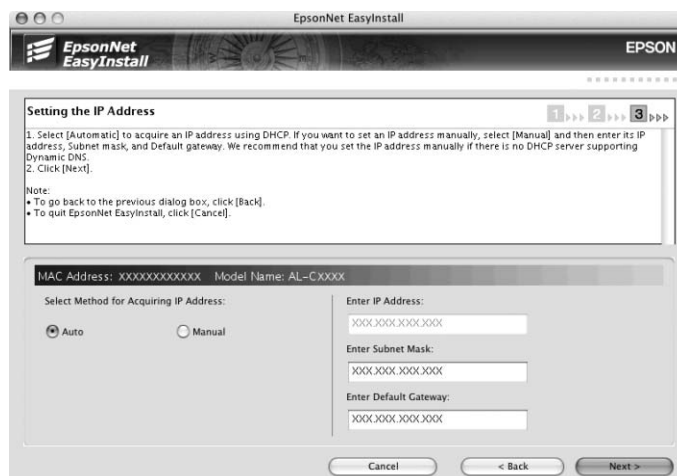 EpsonNet EasyInstall
EpsonNet
EasyInstall
EPSON
Setting the IP Address
1 2 3
1. Select [Automatic] to acquire an IP address using DHCP. If you want to set an IP address manually, select [Manual] and then enter its IP
address, Subnet mask, and Default gateway. We recommend that you set the IP address manually if there is no DHCP server supporting
Dynamic DNS.
2. Click [Next].
Note:
• To go back to the previous dialog box, click [Back].
• To quit EpsonNet EasyInstall, click [Cancel].
MAC Address: XXXXXXXXXXXX Model Name: AL-CXXXX
Select Method for Acquiring IP Address:
Auto Manual
Enter IP Address:
XXX.XXX.XXX.XXX
Enter Subnet Mask:
XXX.XXX.XXX.XXX
Enter Default Gateway:
XXX.XXX.XXX.XXX
Cancel < Back Next >